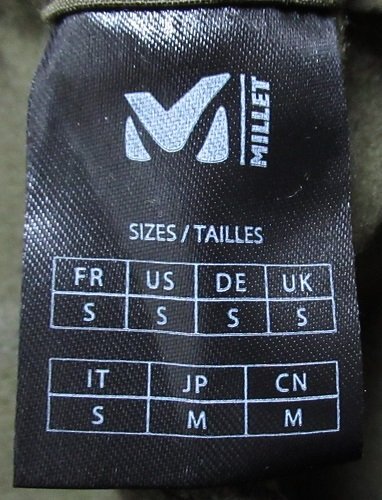 MILLET
SIZES / TAILLES
FR US DE UK
S S S S
IT JP CN
S M M